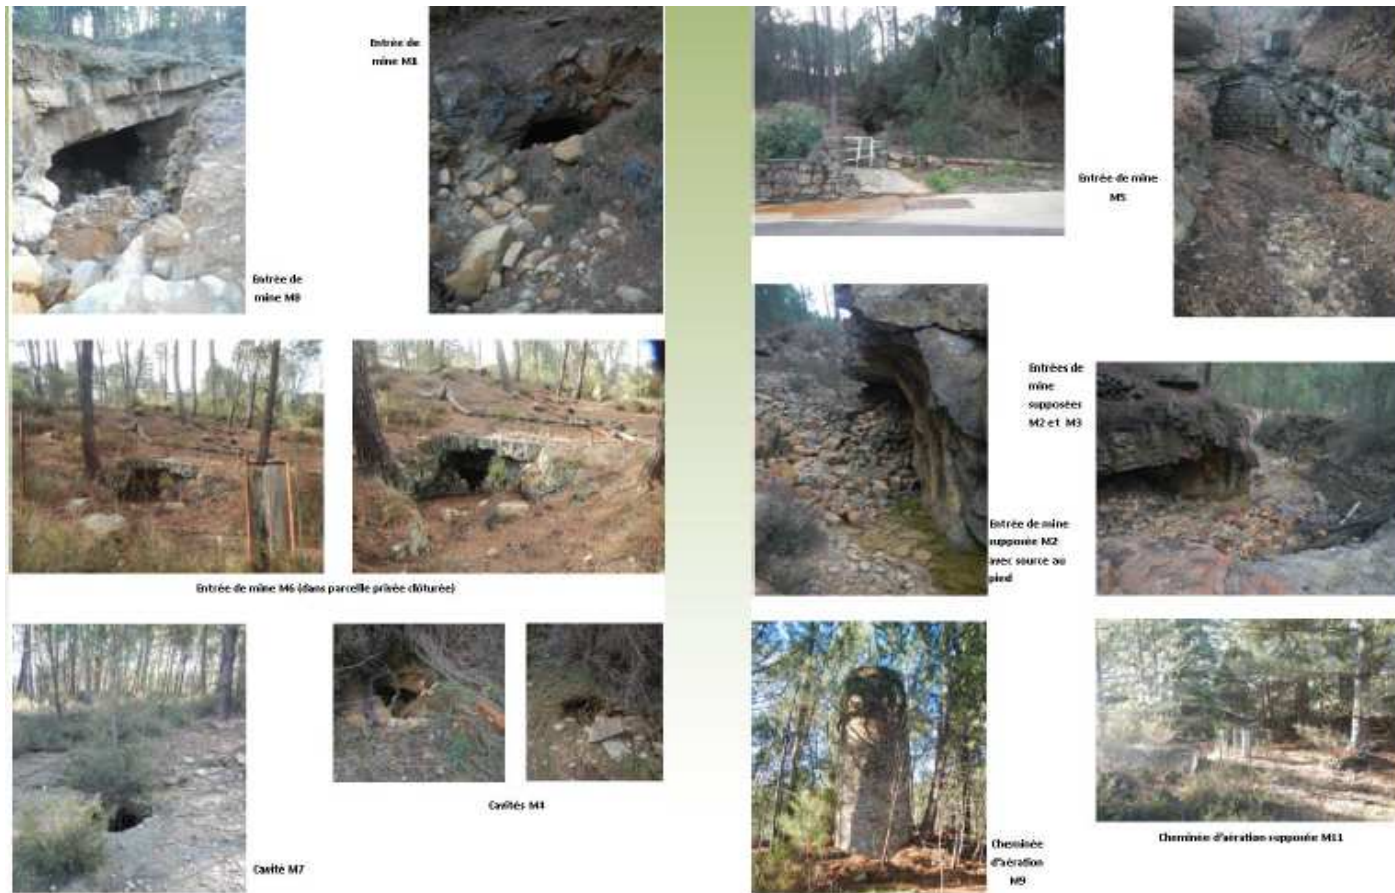 Entrée de
mine M1
Entrée de
mine M8
Entrée de mine M6 (dans parcelle privée clôturée)
Cavités M4
Cavité M7
Entrée de mine
M5
Entrées de
mine
supposées
M2 et M3
Entrée de mine
supposée M2
avec source au
pied
Cheminée
d'aération
M9
Cheminée d'aération supposée M11